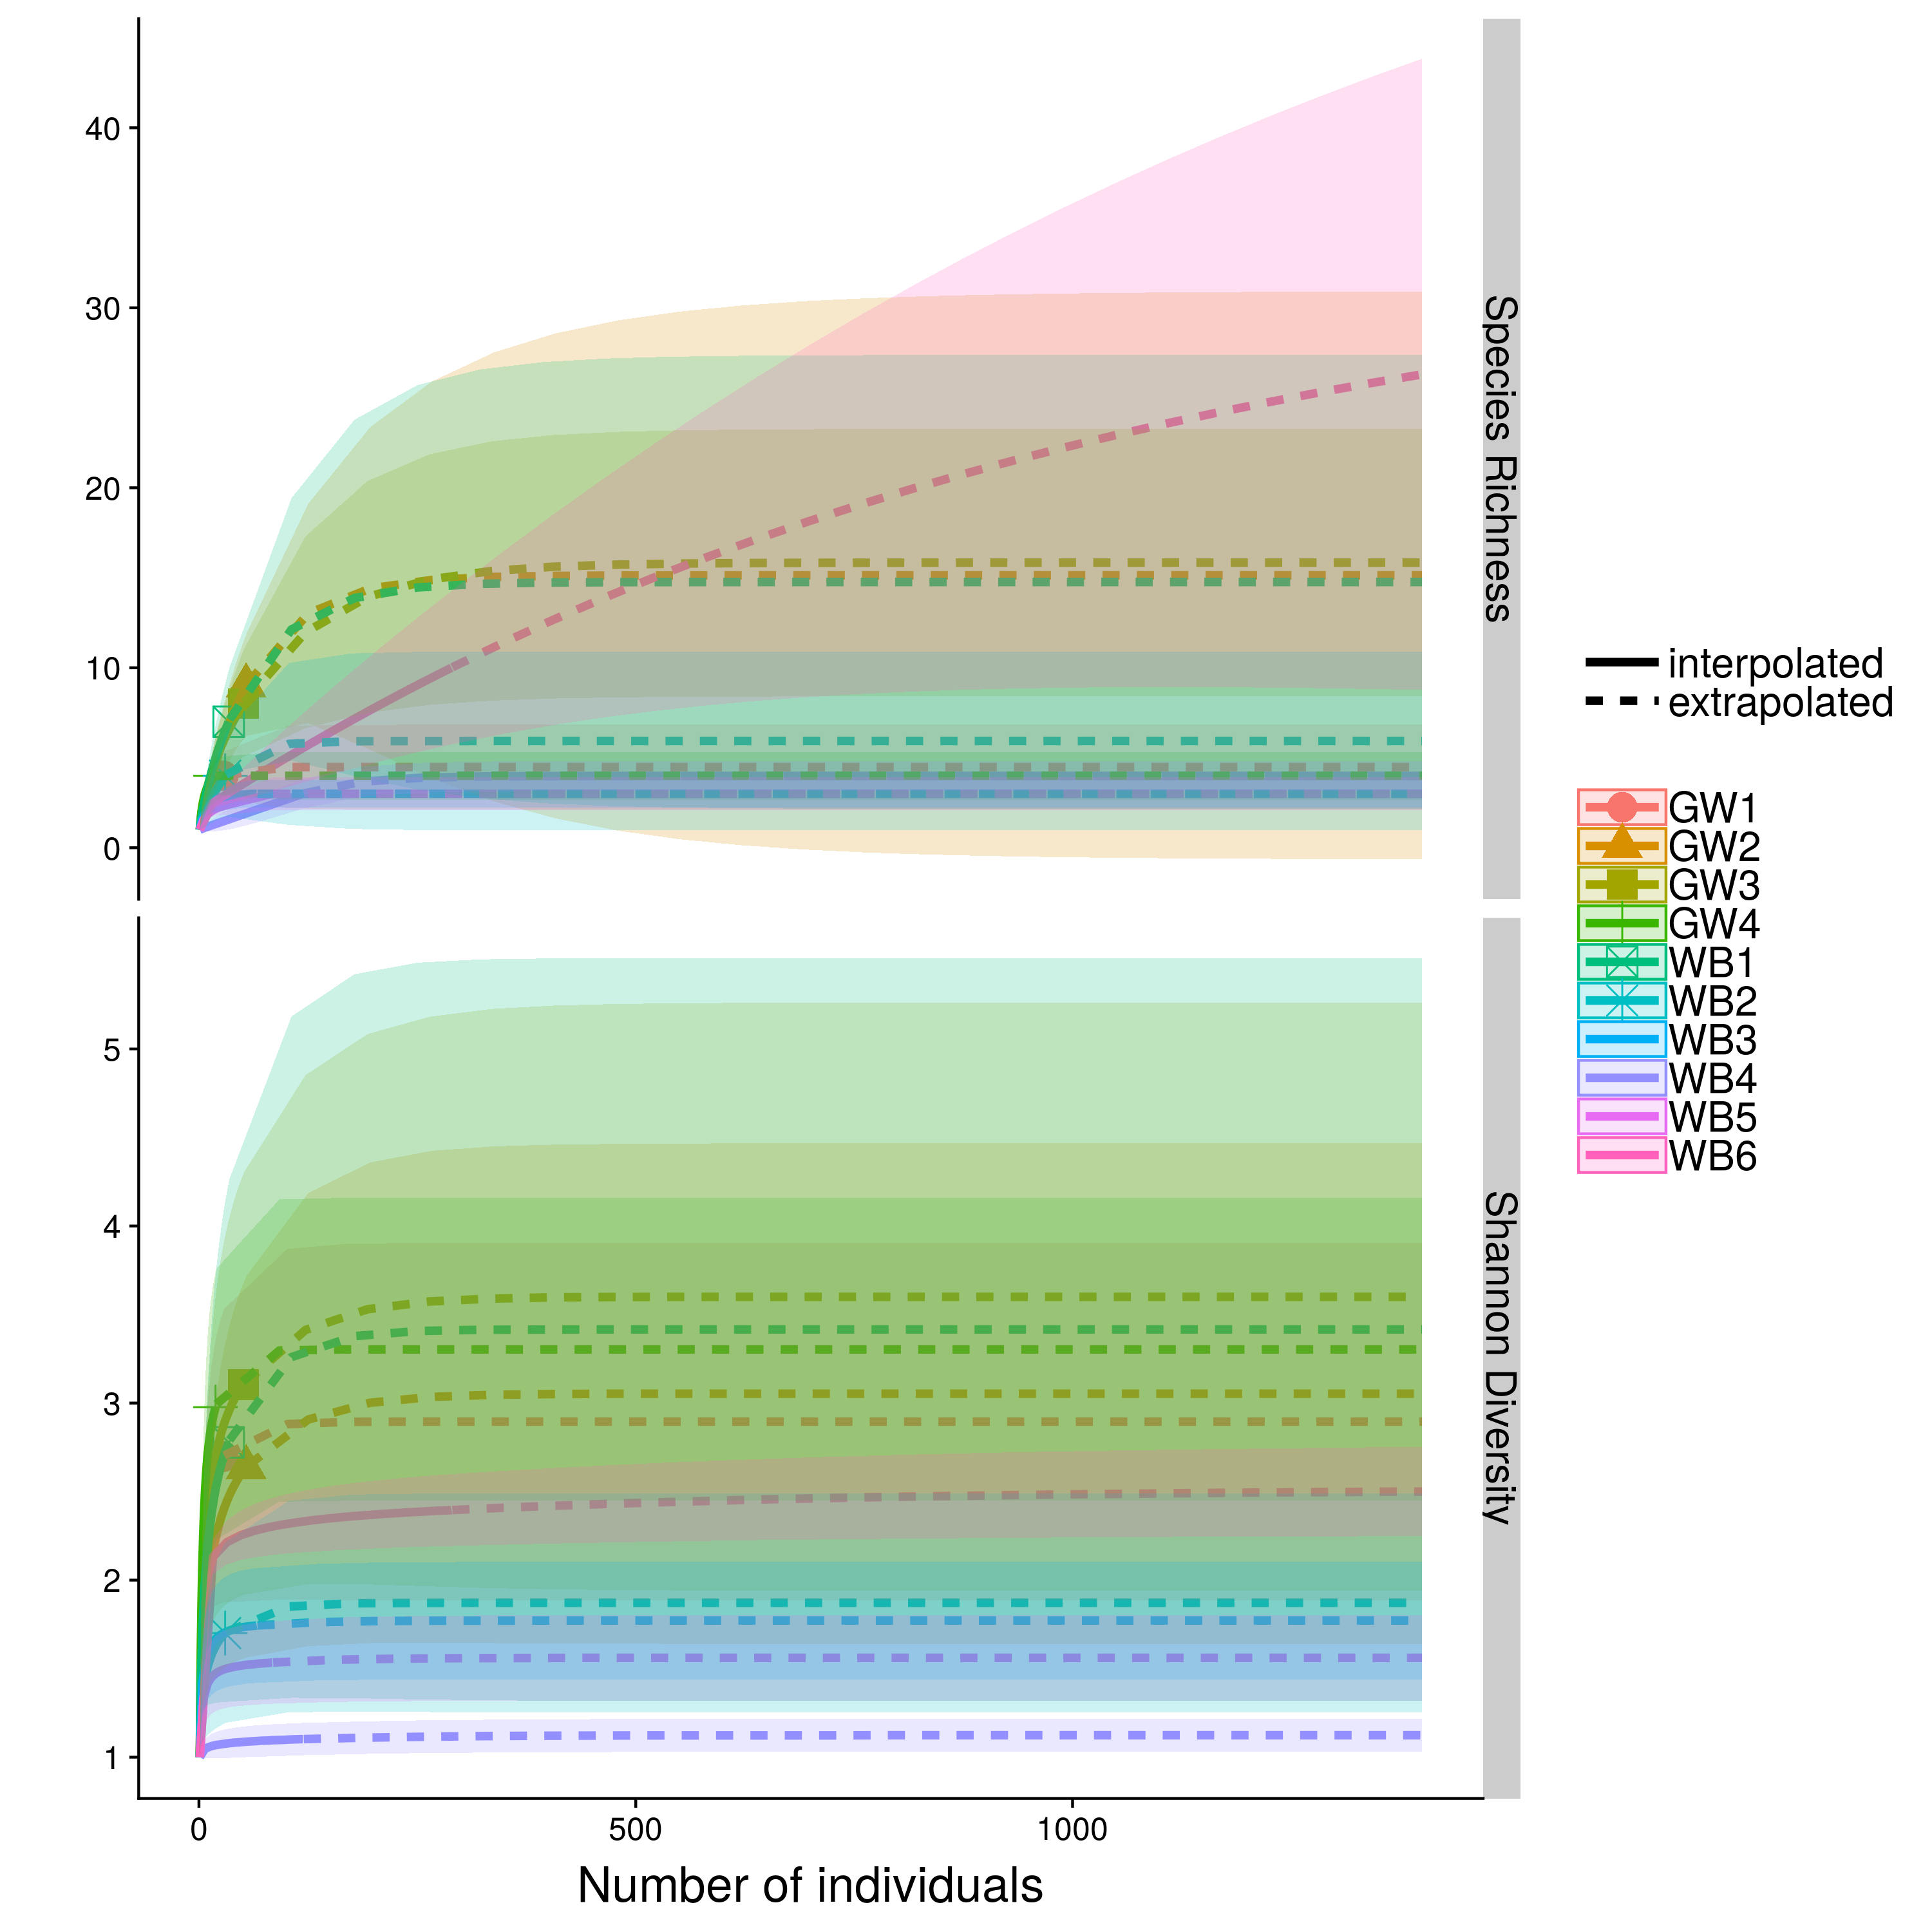 40
30
20
10
0
Species Richness
5
4
3
2
1
Shannon Diversity
0
500
1000
Number of individuals
interpolated
extrapolated
GW1
GW2
GW3
GW4
WB1
WB2
WB3
WB4
WB5
WB6